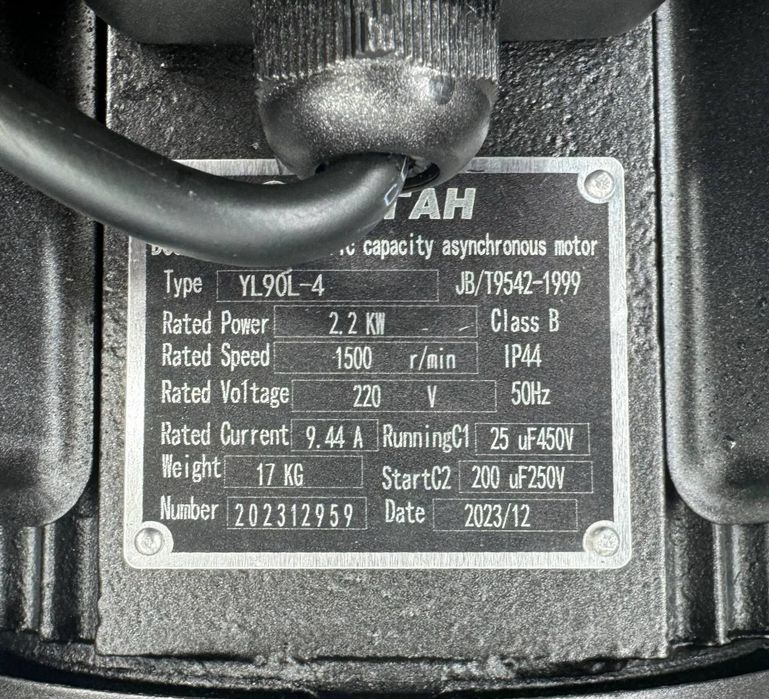 ГАН
capacity asynchronous motor
Type YL90L-4 JB/T9542-1999
Rated Power 2.2 KW Class B
Rated Speed 1500 r/min IP44
Rated Voltage 220 V 50Hz
Rated Current 9.44 A RunningC1 25 uF450V
Weight 17 KG StartC2 200 uF250V
Number 202312959 Date 2023/12